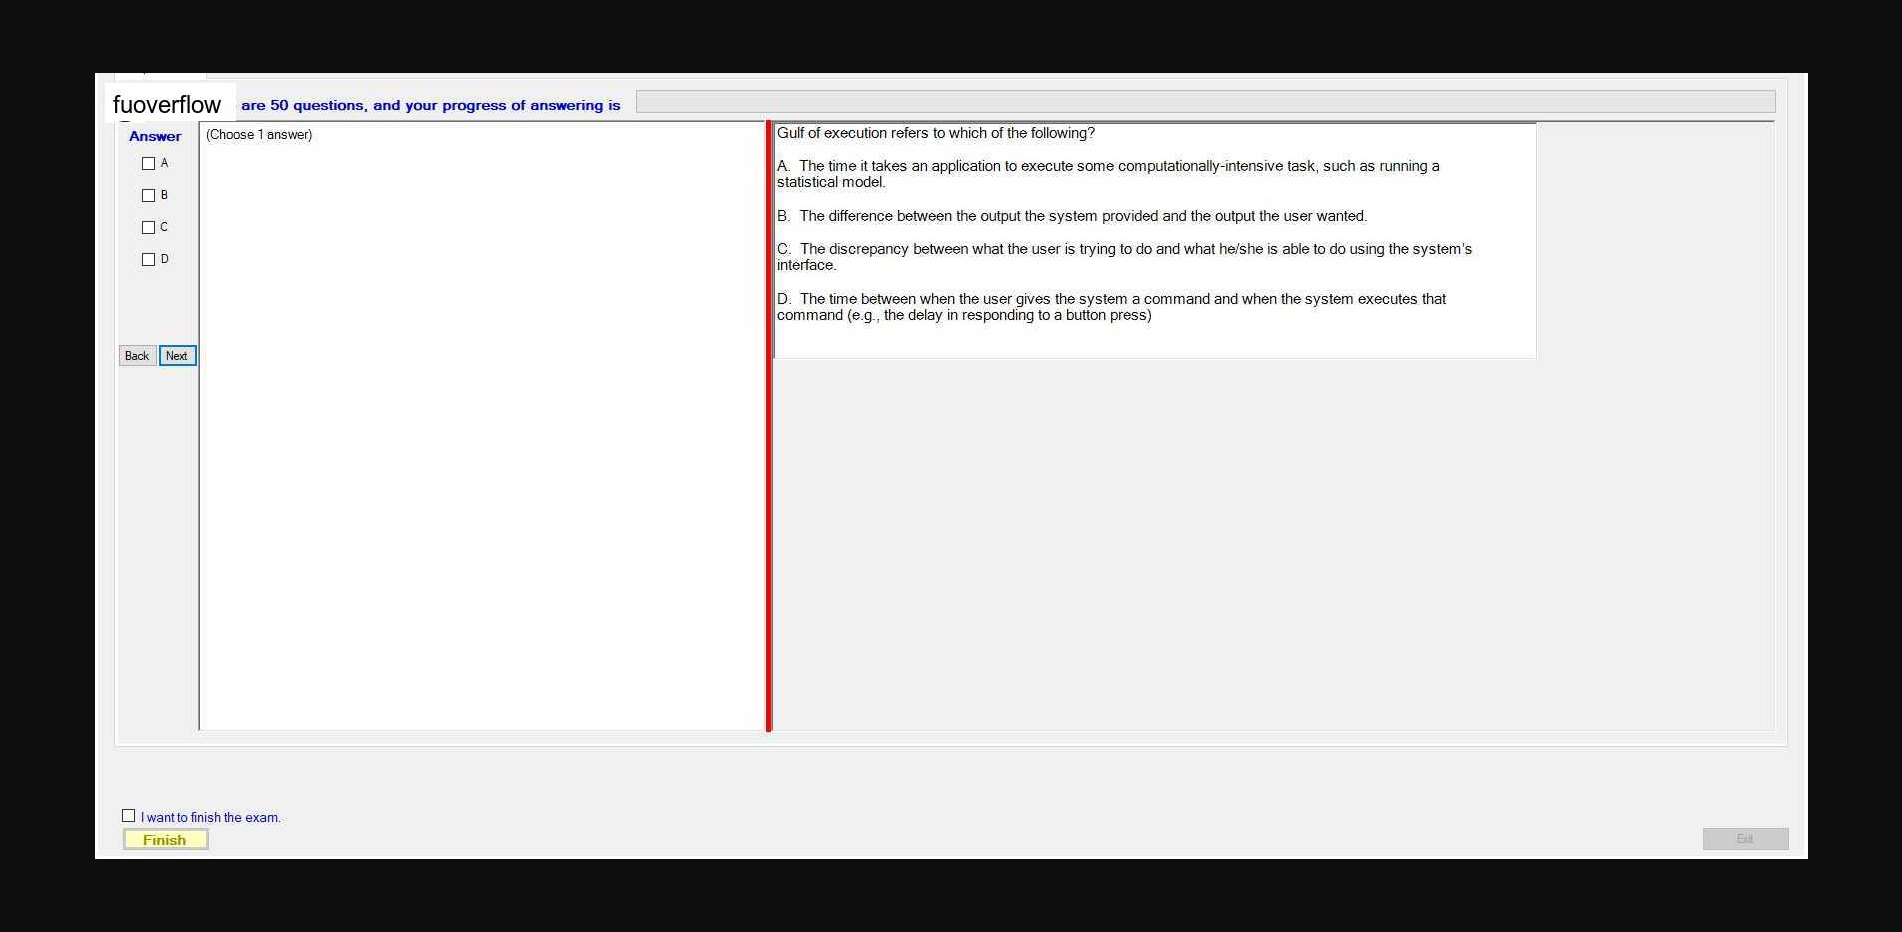 fuoverflow are 50 questions, and your progress of answering is
Answer
(Choose 1 answer)
A
B
C
D
Back Next
Gulf of execution refers to which of the following?
A. The time it takes an application to execute some computationally-intensive task, such as running a
statistical model.
B. The difference between the output the system provided and the output the user wanted.
C. The discrepancy between what the user is trying to do and what he/she is able to do using the system's
interface.
D. The time between when the user gives the system a command and when the system executes that
command (e.g., the delay in responding to a button press)
I want to finish the exam.
Finish
Exit